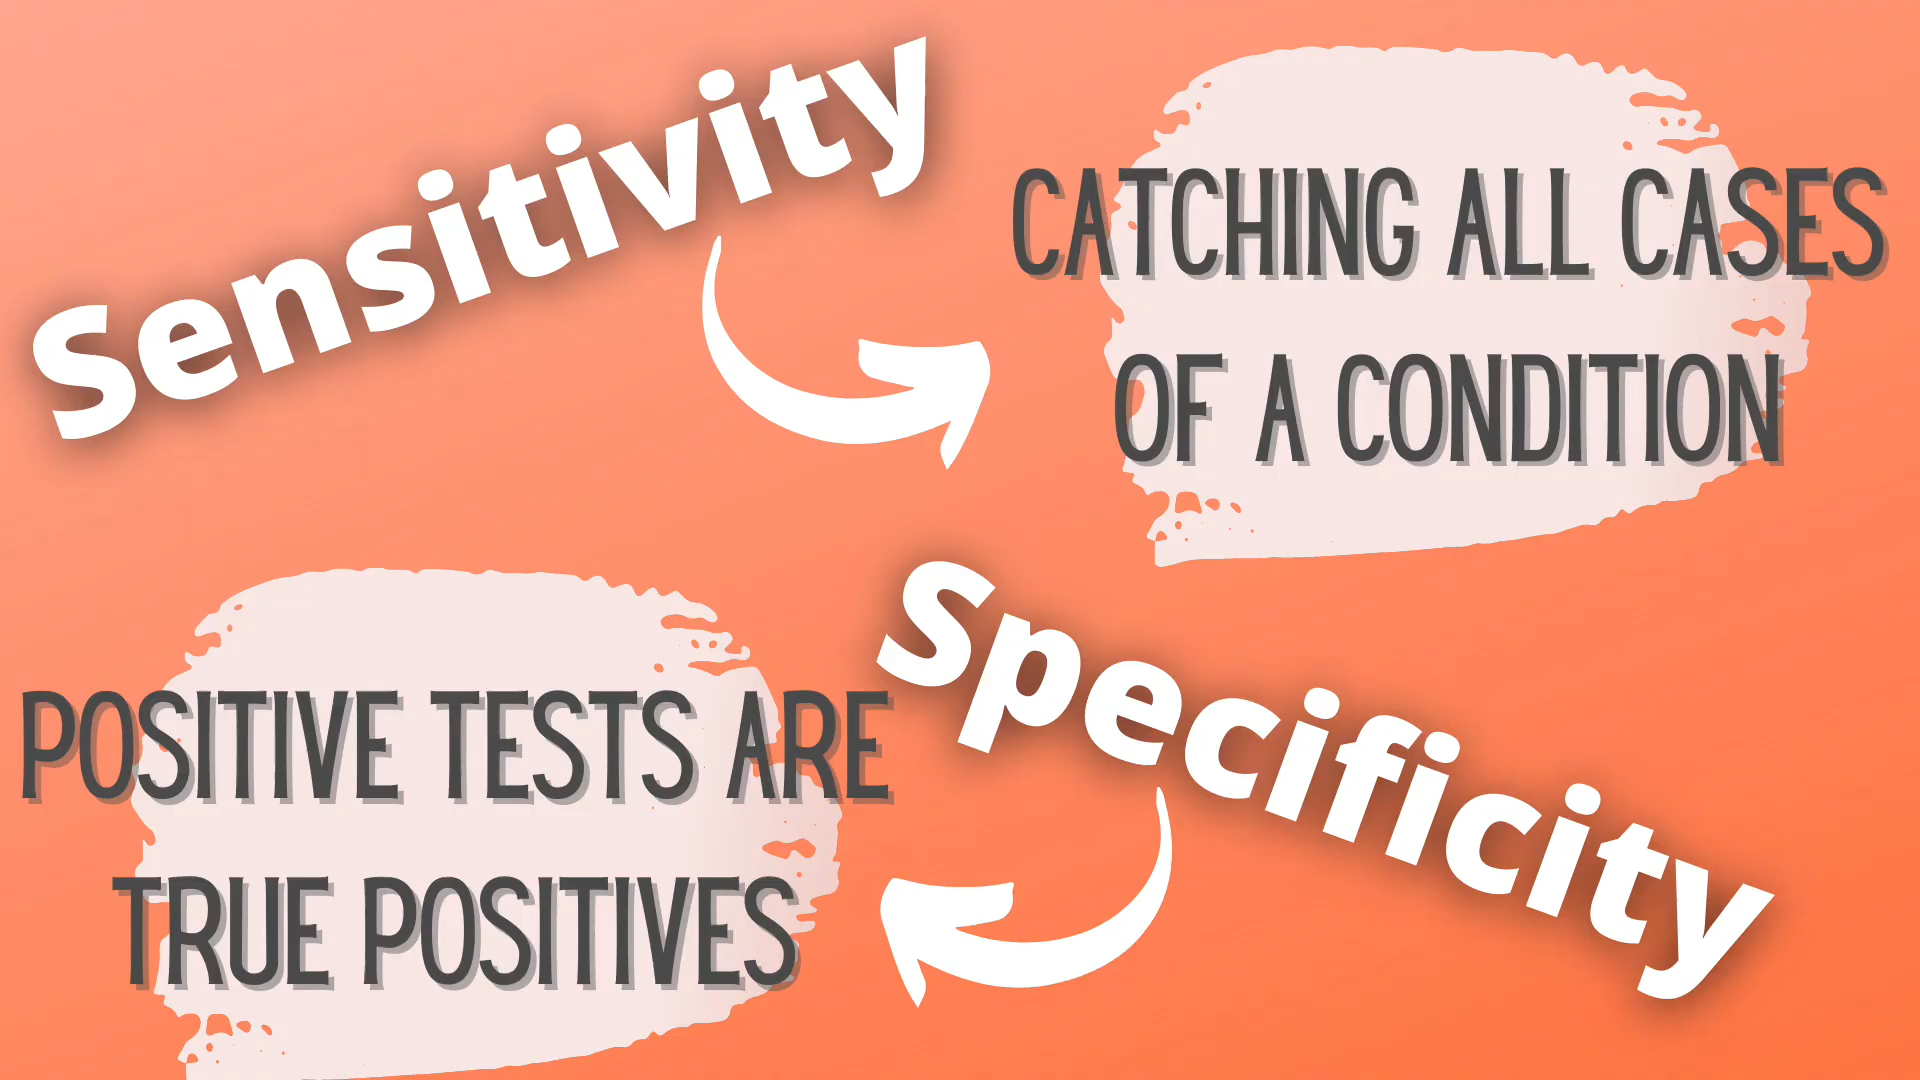 Sensitivity
CATCHING ALL CASES
OF A CONDITION
Specificity
POSITIVE TESTS ARE
TRUE POSITIVES